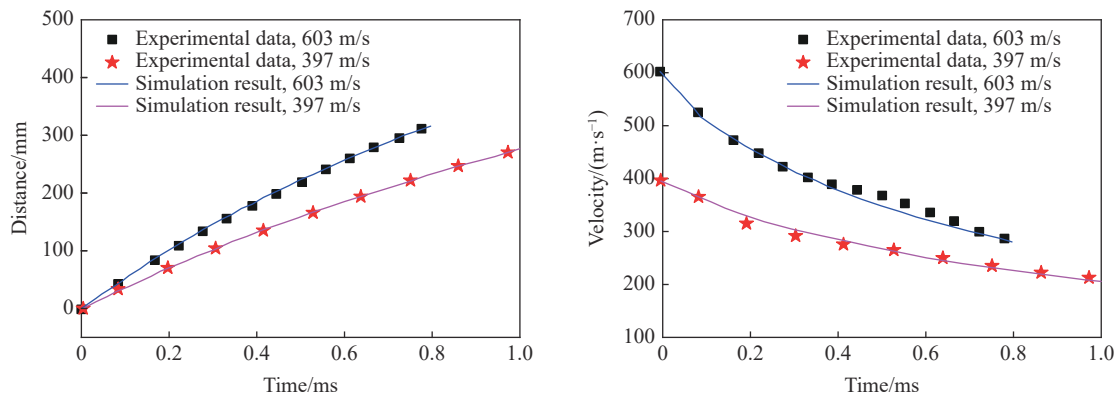 500
400
300
200
100
0
Distance/mm
Experimental data, 603 m/s
Experimental data, 397 m/s
Simulation result, 603 m/s
Simulation result, 397 m/s
0 0.2 0.4 0.6 0.8 1.0
Time/ms
700
600
500
400
300
200
100
Velocity/(m·s⁻¹)
Experimental data, 603 m/s
Experimental data, 397 m/s
Simulation result, 603 m/s
Simulation result, 397 m/s
0 0.2 0.4 0.6 0.8 1.0
Time/ms